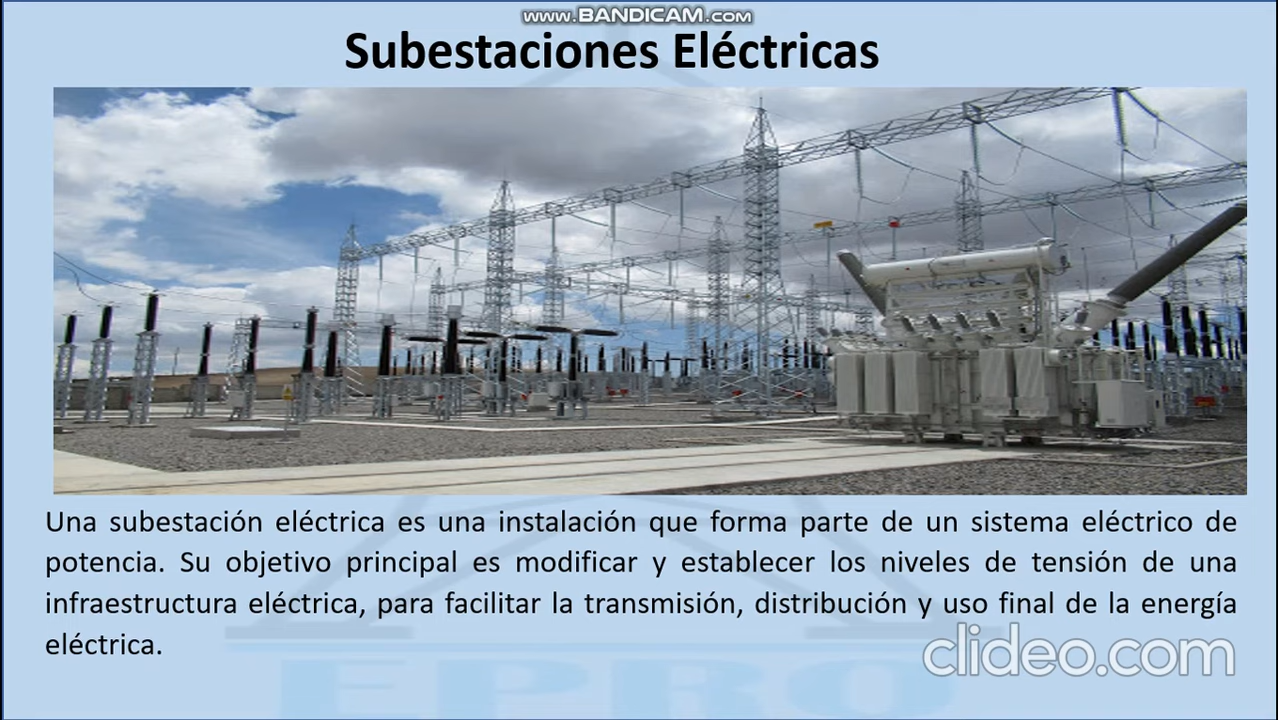 www.BANDICAM.com
Subestaciones Eléctricas
Una subestación eléctrica es una instalación que forma parte de un sistema eléctrico de
potencia. Su objetivo principal es modificar y establecer los niveles de tensión de una
infraestructura eléctrica, para facilitar la transmisión, distribución y uso final de la energía
eléctrica.
clideo.com
EPRO